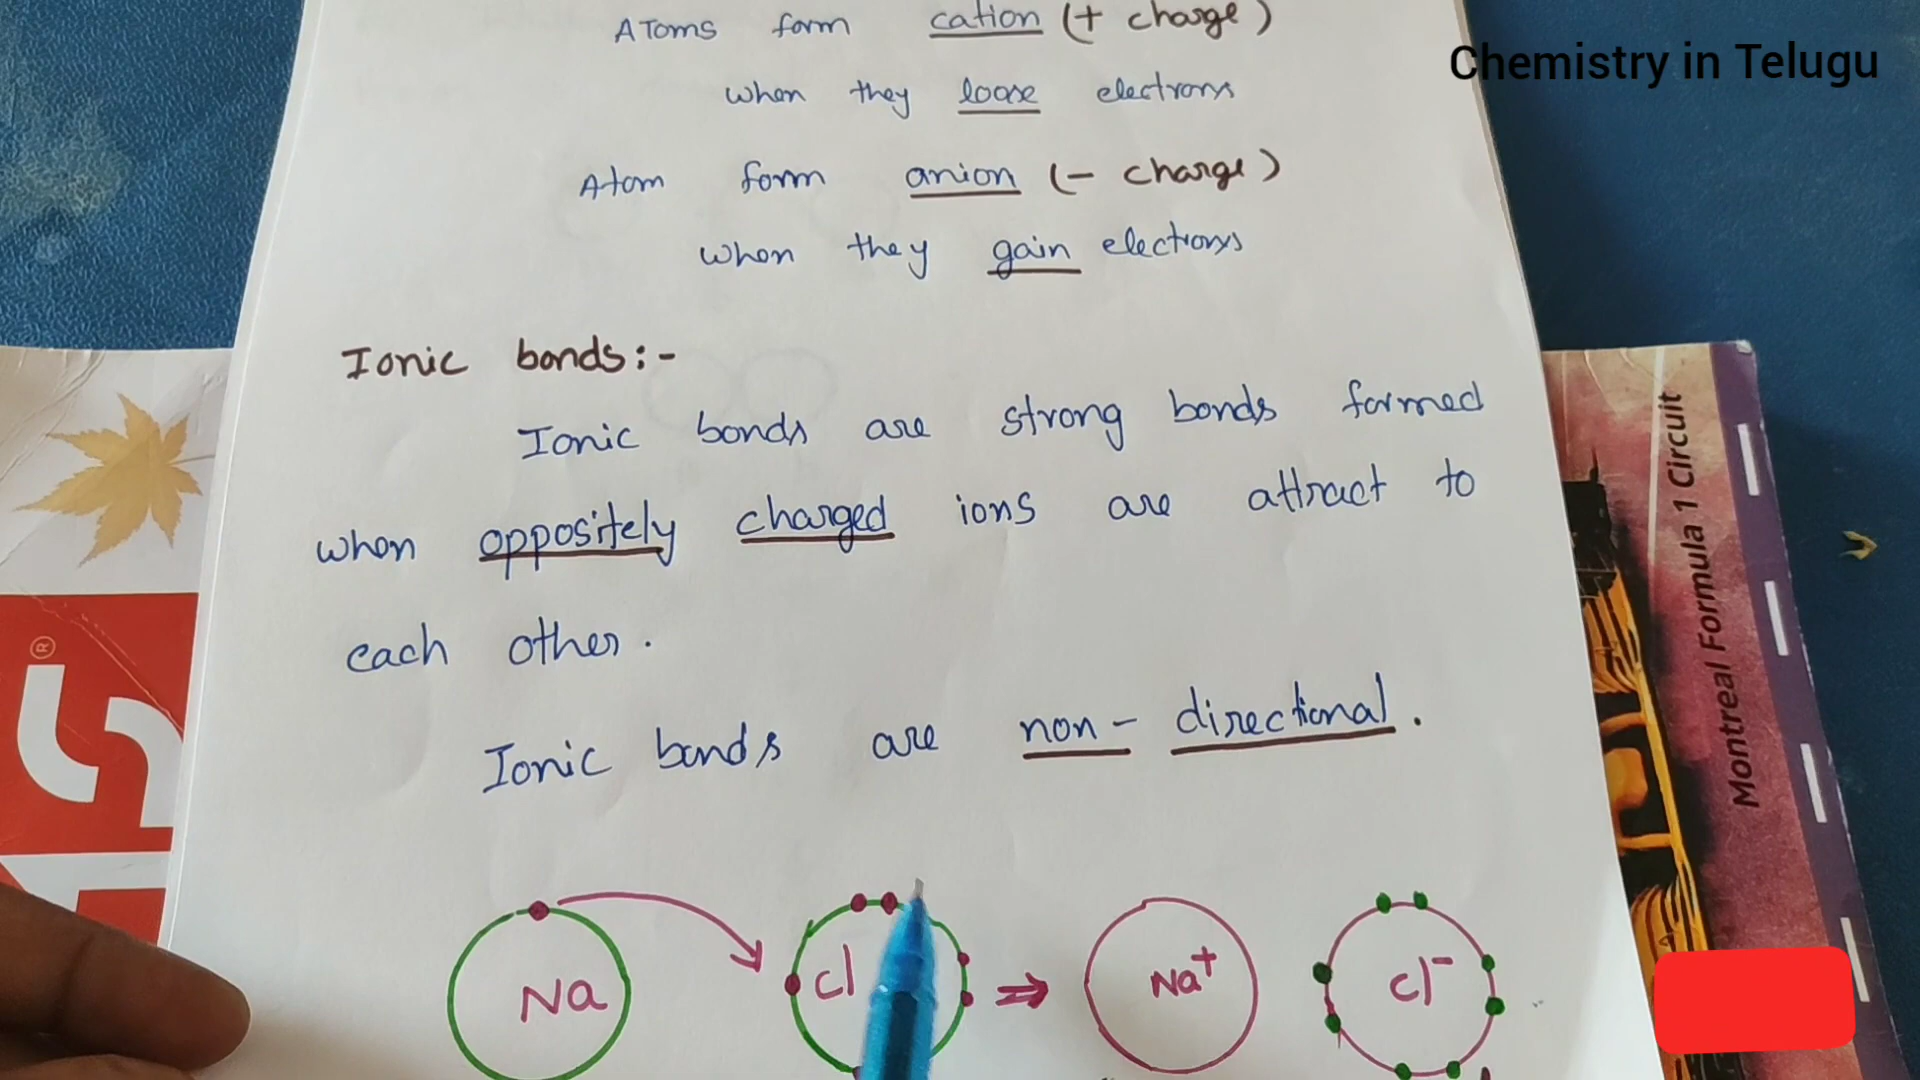 Atoms form cation (+ charge)
Chemistry in Telugu
when they loose electrons
Atom form anion (- charge)
when they gain electrons
Ionic bonds:-
Ionic bonds are strong bonds formed
when oppositely charged ions are attract to
each other.
Ionic bonds are non-directional.
Na
Cl
⇒
Na+
Cl-
Montreal Formula 1 Circuit
®